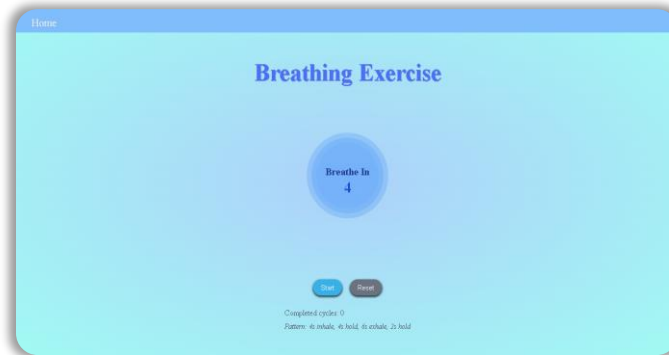 Home
Breathing Exercise
Breathe In
4
Start Reset
Completed cycles: 0
Pattern: 4s inhale, 4s hold, 6s exhale, 2s hold